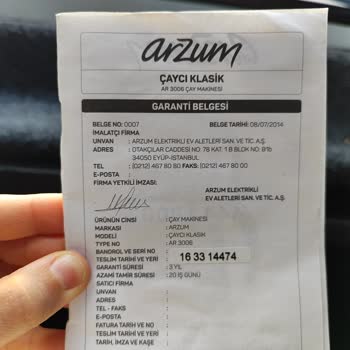 arzum
ÇAYCI KLASİK
AR 3006 ÇAY MAKİNESİ
GARANTİ BELGESİ
BELGE NO: 0007 BELGE TARİHİ: 08/07/2014
İMALATÇI FİRMA
UNVAN : ARZUM ELEKTRİKLİ EV ALETLERİ SAN. VE TİC. A.Ş.
ADRES : OTAKÇILAR CADDESİ NO. 78 KAT 1 B BLOK NO. B1b
34050 EYÜP-İSTANBUL
TEL : (0212) 467 80 80 FAKS: (0212) 467 80 00
E-POSTA :
FİRMA YETKİLİ İMZASI:
ARZUM ELEKTRİKLİ
EV ALETLERİ SAN. VE TİC. A.Ş.
ÜRÜNÜN CİNSİ : ÇAY MAKİNESİ
MARKASI : ARZUM
MODELİ : ÇAYCI KLASİK
TYPE NO : AR 3006
BANDROL VE SERİ NO :
TESLİM TARİHİ VE YERİ : 16 33 14474
GARANTİ SÜRESİ : 3 YIL
AZAMİ TAMİR SÜRESİ : 20 İŞ GÜNÜ
SATICI FİRMA
UNVAN :
ADRES :
TEL - FAKS :
E-POSTA :
FATURA TARİH VE NO :
TESLİM TARİHİ VE YERİ :
TARİH, İMZA VE KAŞE :